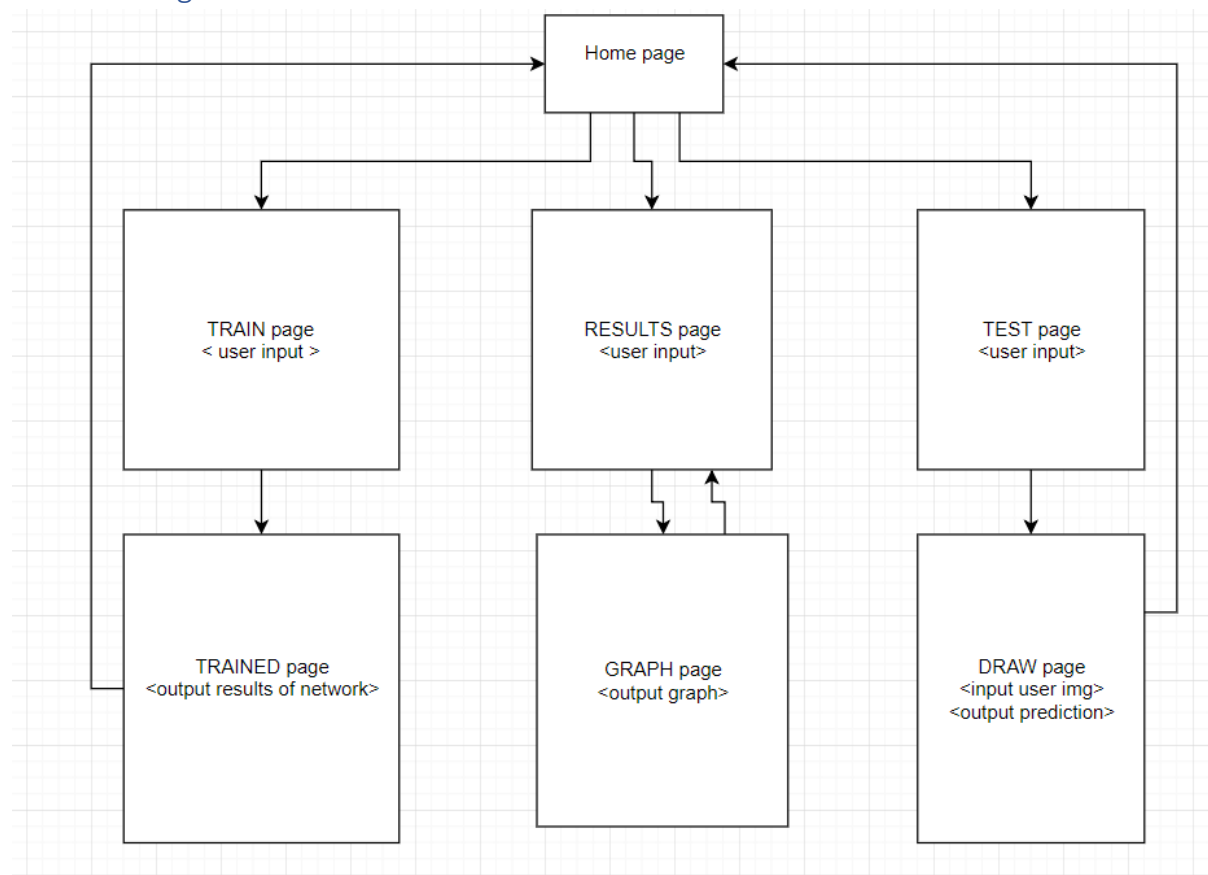 Home page
TRAIN page
< user input >
RESULTS page
<user input>
TEST page
<user input>
TRAINED page
<output results of network>
GRAPH page
<output graph>
DRAW page
<input user img>
<output prediction>